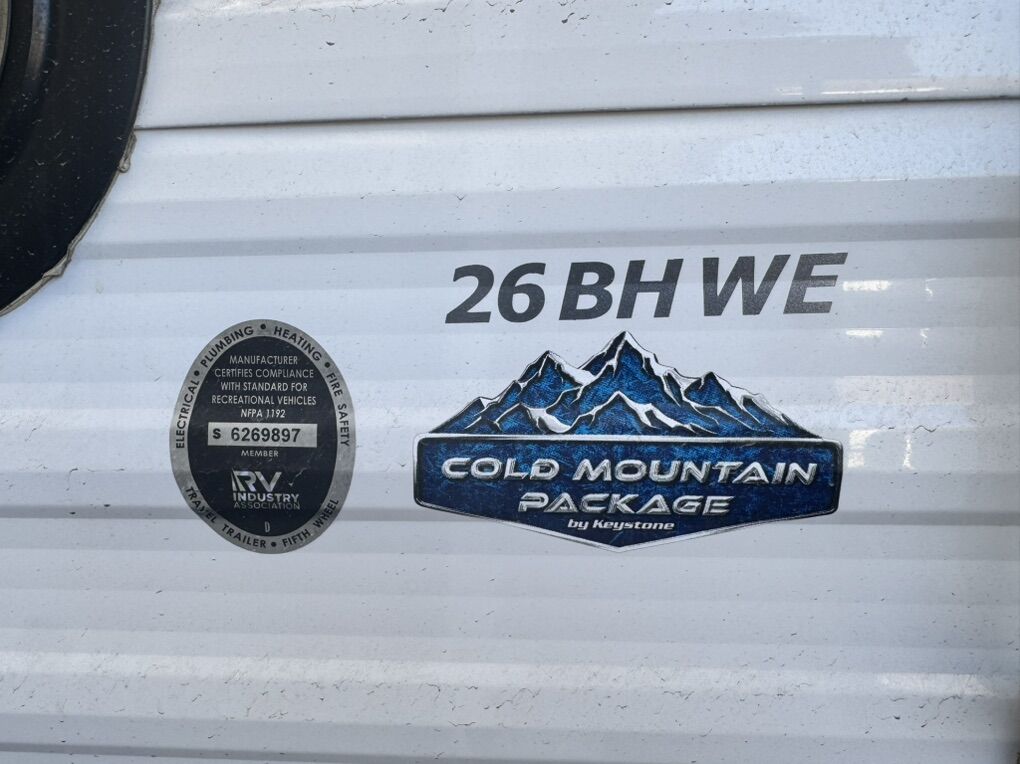 26 BH WE
ELECTRICAL • PLUMBING • HEATING • FIRE SAFETY
MANUFACTURER
CERTIFIES COMPLIANCE
WITH STANDARD FOR
RECREATIONAL VEHICLES
NFPA 1192
S 6269897
MEMBER
RV
INDUSTRY
ASSOCIATION
D
TRAVEL TRAILER • FIFTH WHEEL
COLD MOUNTAIN
PACKAGE
by Keystone